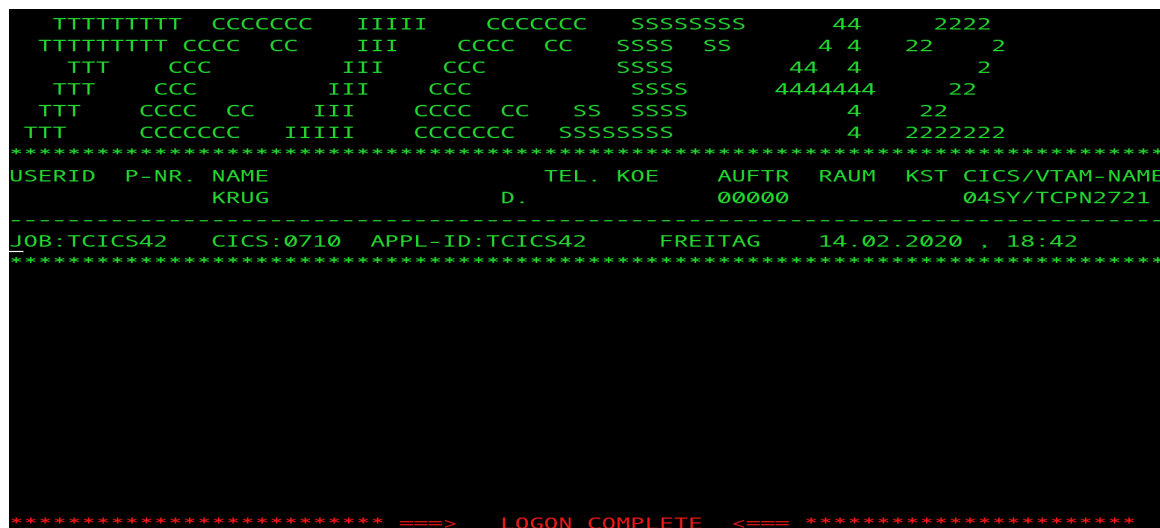 TTTTTTTTT  CCCCCCC   IIIII    CCCCCCC   SSSSSSSS      44     2222
  TTTTTTTTT CCCC  CC    III    CCCC  CC   SSSS  SS      4 4   22    2
    TTT    CCC         III    CCC         SSSS        44  4        2
   TTT    CCC         III    CCC           SSSS      4444444     22
  TTT    CCCC  CC    III    CCCC  CC   SS  SSSS           4    22
 TTT     CCCCCCC   IIIII    CCCCCCC   SSSSSSSS            4   2222222
********************************************************************************
USERID  P-NR. NAME                   TEL. KOE    AUFTR  RAUM  KST CICS/VTAM-NAME
              KRUG                D.             00000            04SY/TCPN2721
--------------------------------------------------------------------------------
JOB:TCICS42   CICS:0710  APPL-ID:TCICS42     FREITAG    14.02.2020 , 18:42
********************************************************************************
************************** ===>   LOGON COMPLETE  <=== ***********************